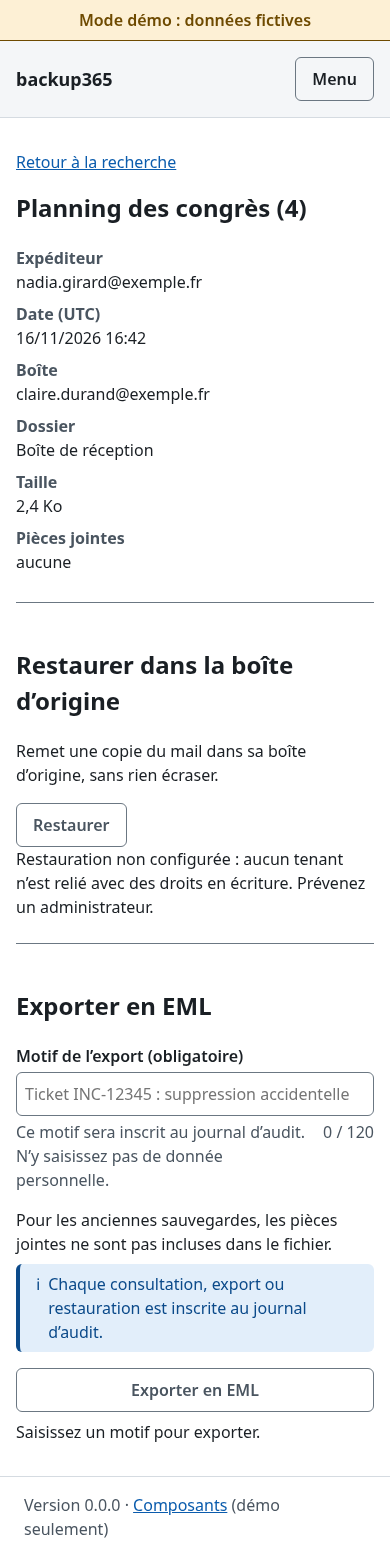 Mode démo : données fictives
backup365
Menu
Retour à la recherche
Planning des congrès (4)
Expéditeur
nadia.girard@exemple.fr
Date (UTC)
16/11/2026 16:42
Boîte
claire.durand@exemple.fr
Dossier
Boîte de réception
Taille
2,4 Ko
Pièces jointes
aucune
Restaurer dans la boîte
d’origine
Remet une copie du mail dans sa boîte
d’origine, sans rien écraser.
Restaurer
Restauration non configurée : aucun tenant
n’est relié avec des droits en écriture. Prévenez
un administrateur.
Exporter en EML
Motif de l’export (obligatoire)
Ticket INC-12345 : suppression accidentelle
Ce motif sera inscrit au journal d’audit. 0 / 120
N’y saisissez pas de donnée
personnelle.
Pour les anciennes sauvegardes, les pièces
jointes ne sont pas incluses dans le fichier.
i Chaque consultation, export ou
restauration est inscrite au journal
d’audit.
Exporter en EML
Saisissez un motif pour exporter.
Version 0.0.0 · Composants (démo
seulement)